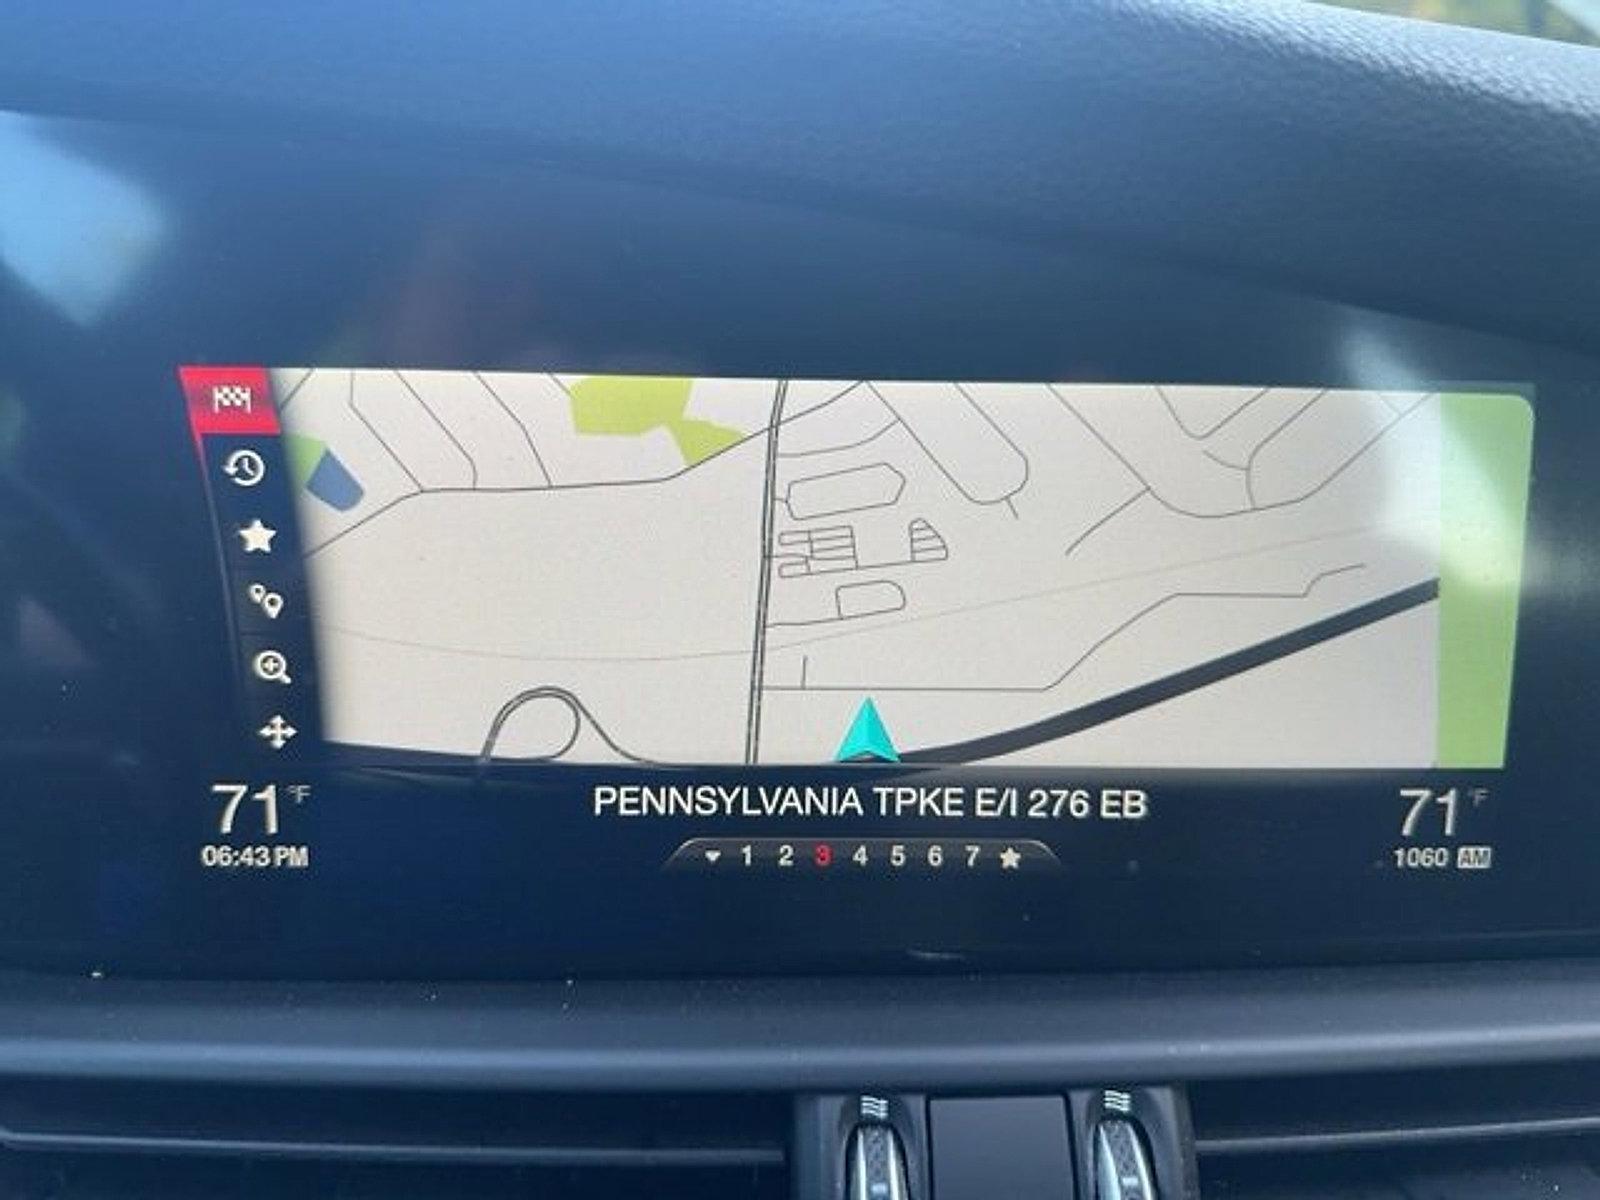 71°F
06:43 PM
PENNSYLVANIA TPKE E/I 276 EB
1 2 3 4 5 6 7
71°F
1060 AM